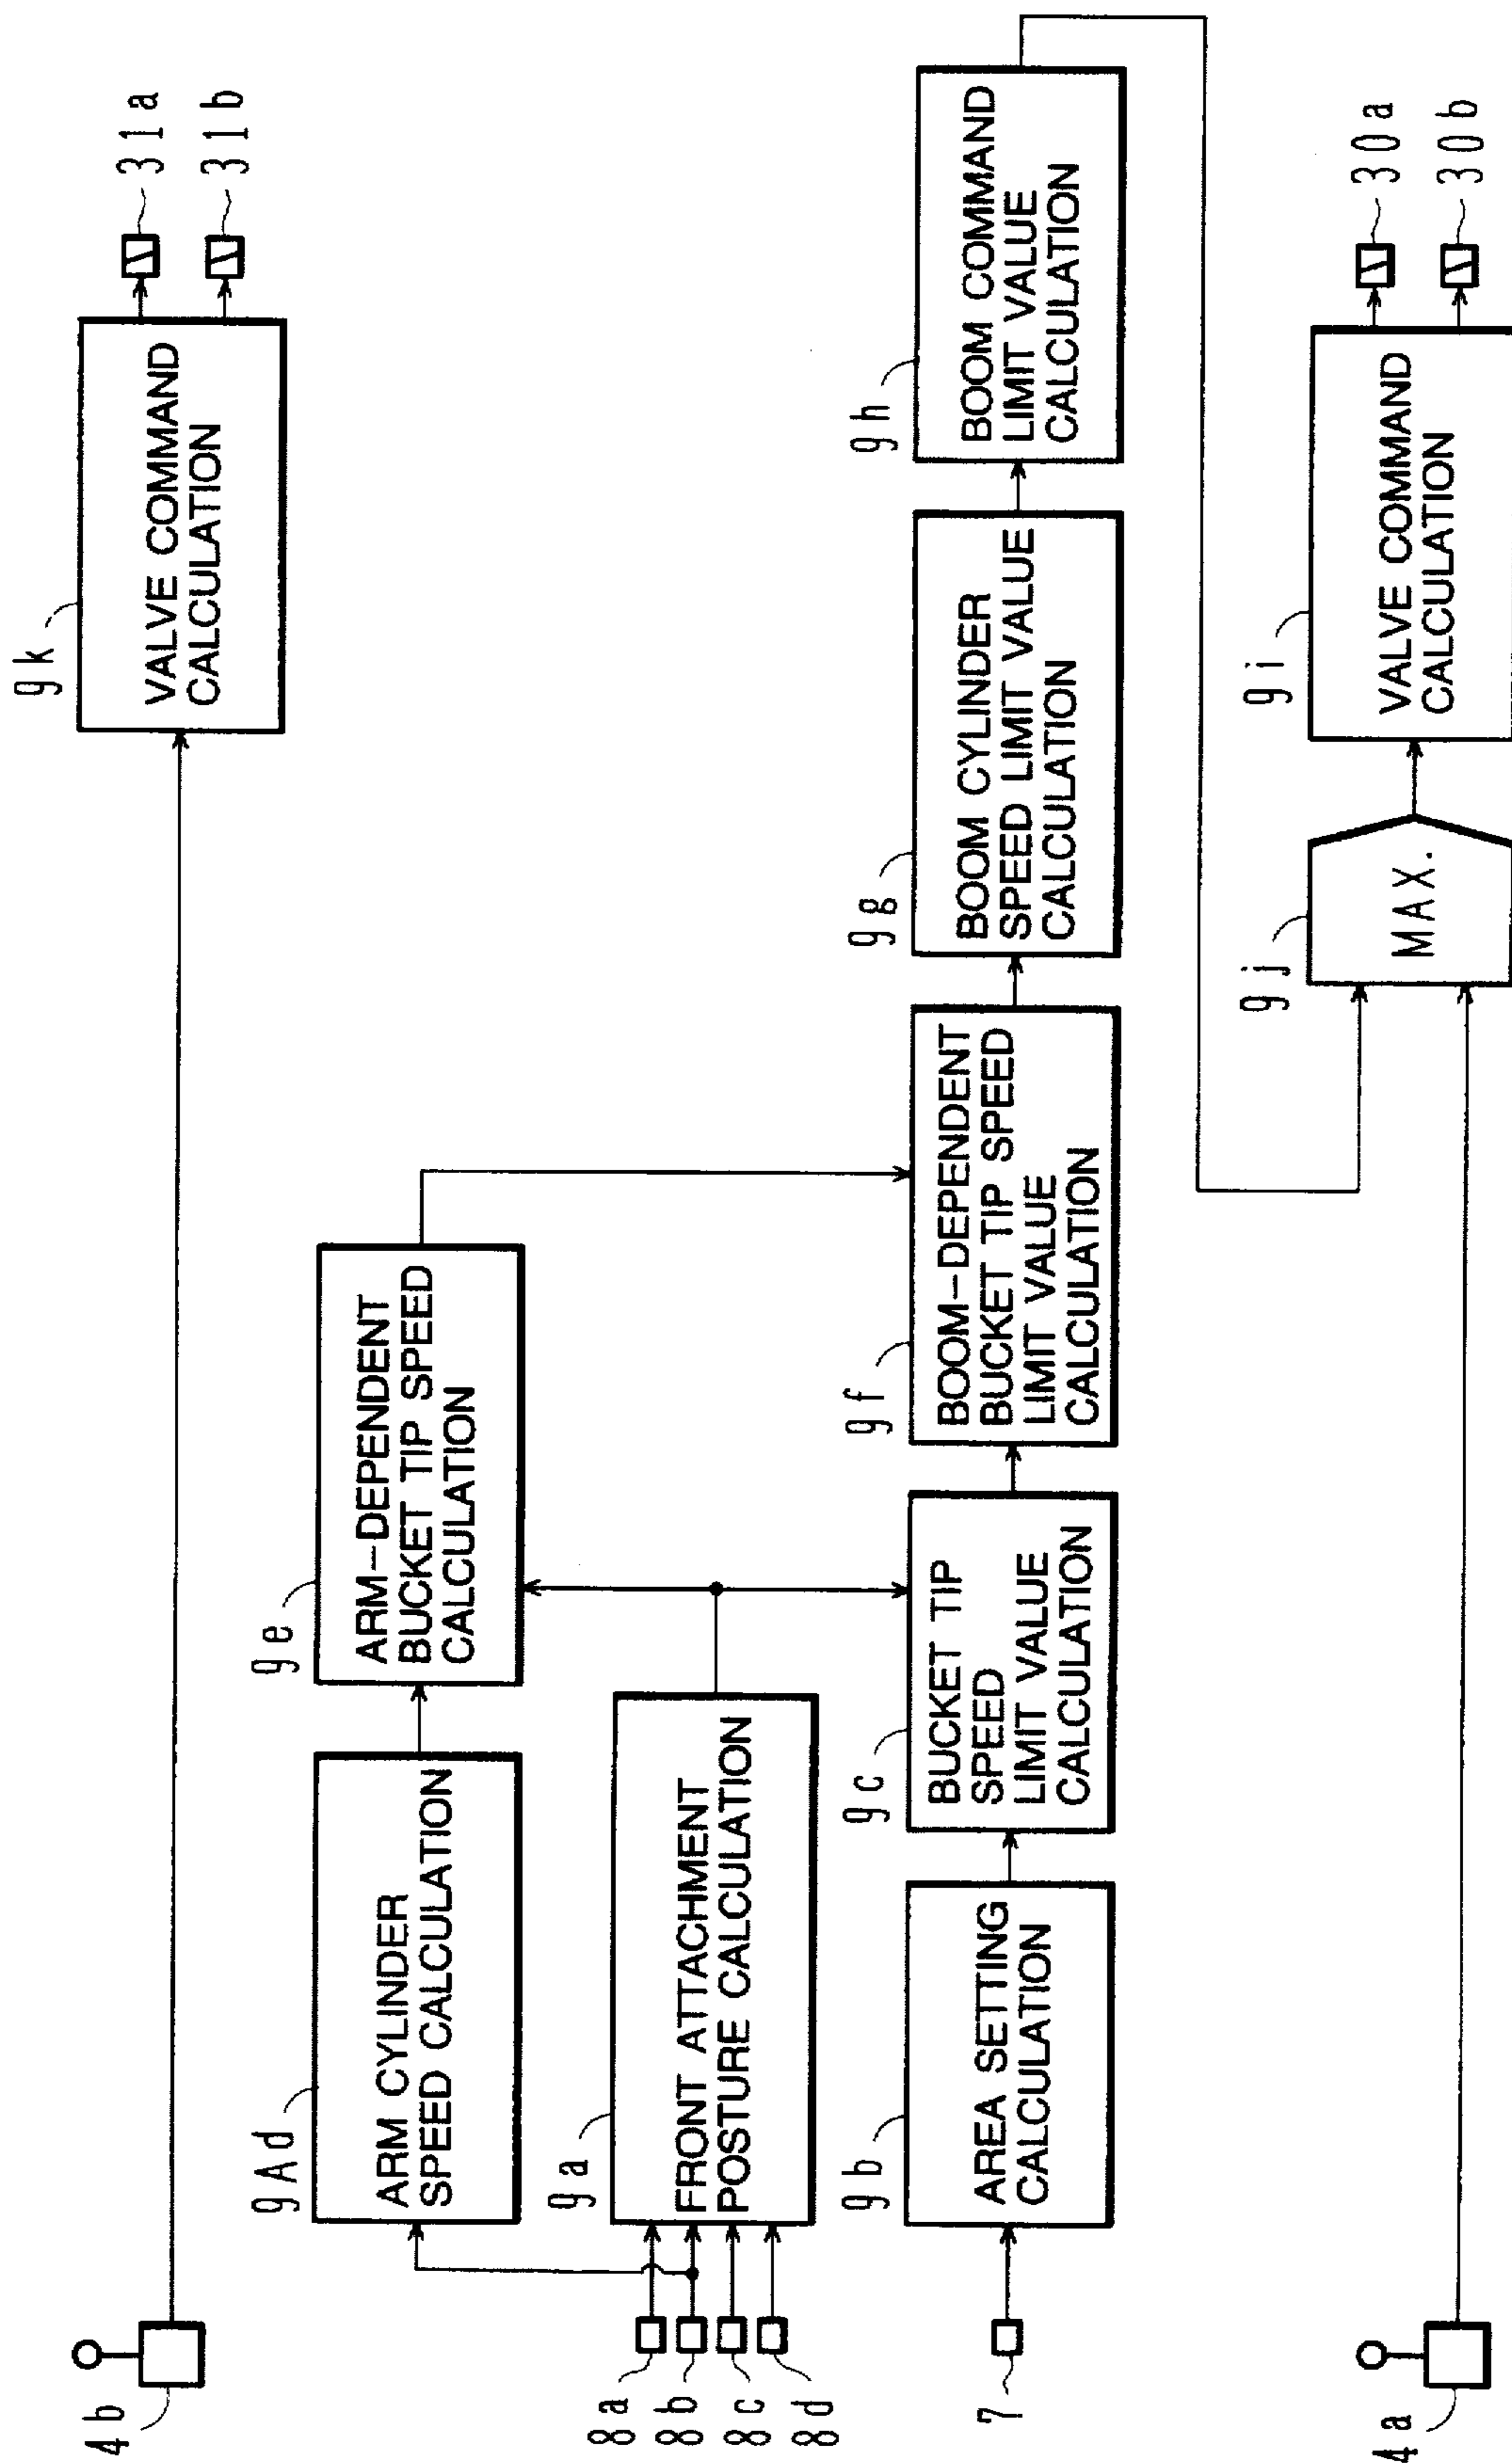 4b
9k
VALVE COMMAND
CALCULATION
31a
31b
9Ad
ARM CYLINDER
SPEED CALCULATION
9e
ARM-DEPENDENT
BUCKET TIP SPEED
CALCULATION
8a
8b
8c
8d
9a
FRONT ATTACHMENT
POSTURE CALCULATION
7
9b
AREA SETTING
CALCULATION
9c
BUCKET TIP
SPEED
LIMIT VALUE
CALCULATION
9f
BOOM-DEPENDENT
BUCKET TIP SPEED
LIMIT VALUE
CALCULATION
9g
BOOM CYLINDER
SPEED LIMIT VALUE
CALCULATION
9h
BOOM COMMAND
LIMIT VALUE
CALCULATION
4a
9j
MAX.
9i
VALVE COMMAND
CALCULATION
30a
30b